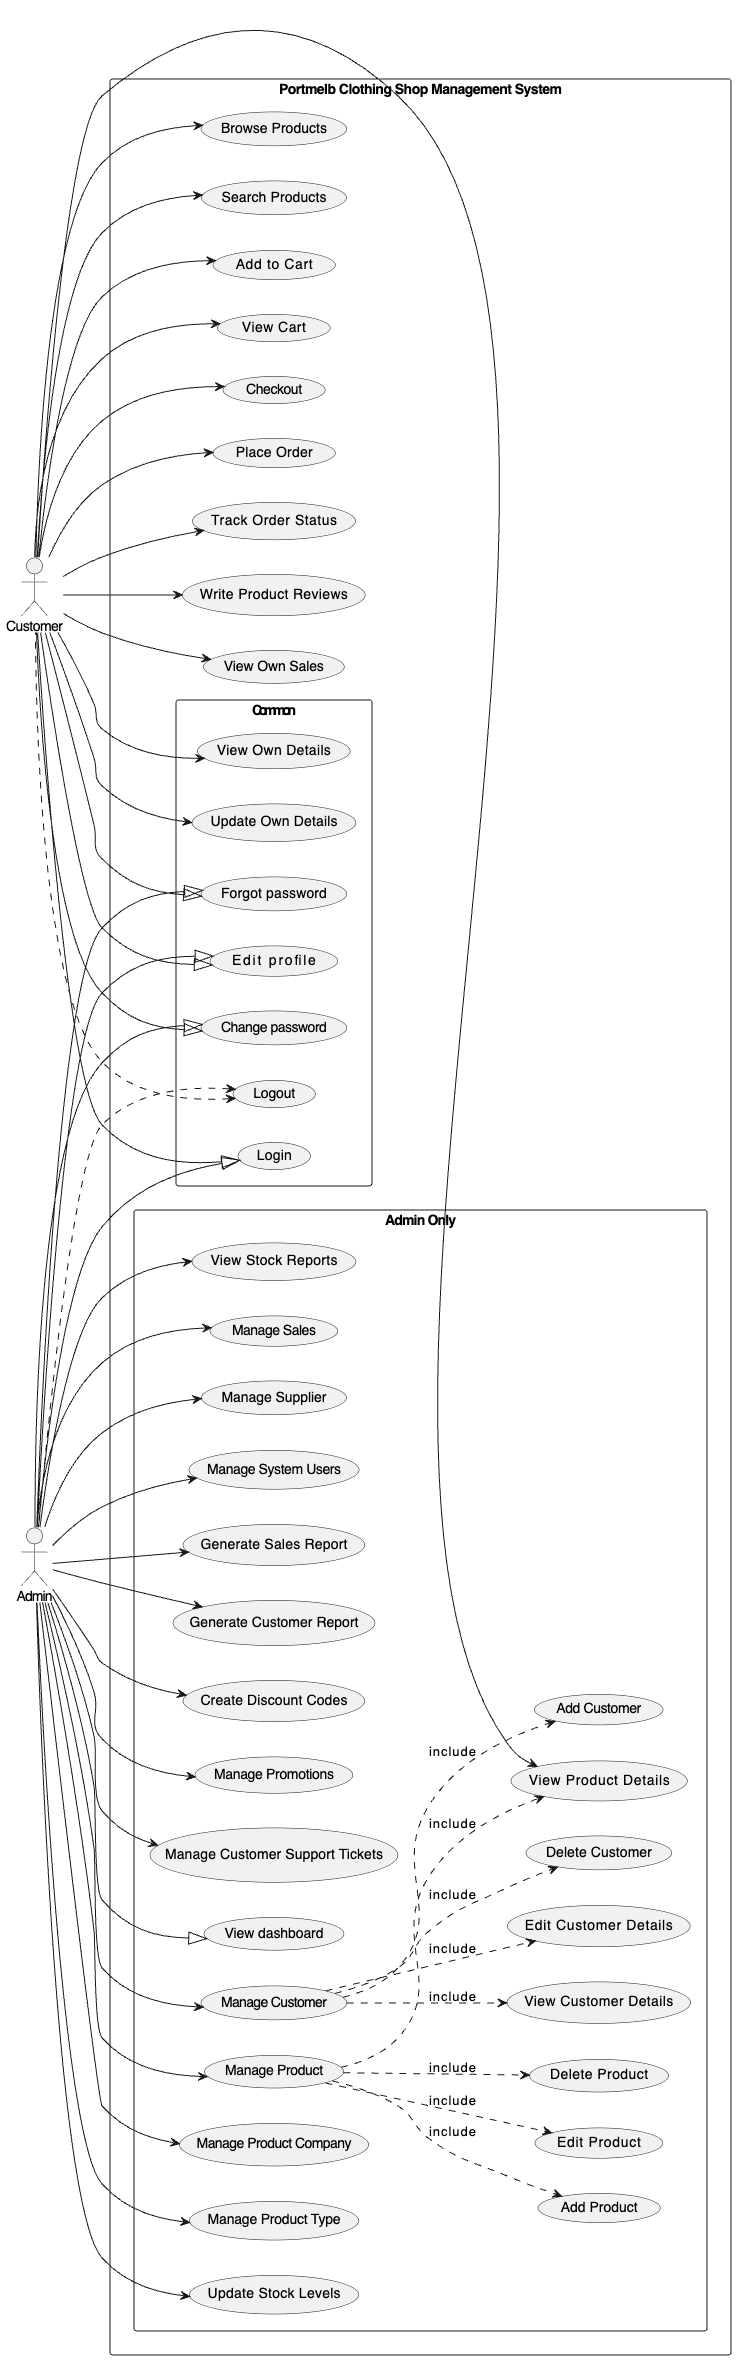 Portmelb Clothing Shop Management System
Browse Products
Search Products
Add to Cart
View Cart
Checkout
Place Order
Track Order Status
Write Product Reviews
Customer
View Own Sales
Common
View Own Details
Update Own Details
Forgot password
Edit profile
Change password
Logout
Login
Admin Only
View Stock Reports
Manage Sales
Manage Supplier
Manage System Users
Generate Sales Report
Admin
Generate Customer Report
Create Discount Codes
Add Customer
include
Manage Promotions
View Product Details
include
Manage Customer Support Tickets
Delete Customer
include
View dashboard
Edit Customer Details
include
Manage Customer
include
View Customer Details
Manage Product
include
Delete Product
include
include
Manage Product Company
Edit Product
Add Product
Manage Product Type
Update Stock Levels